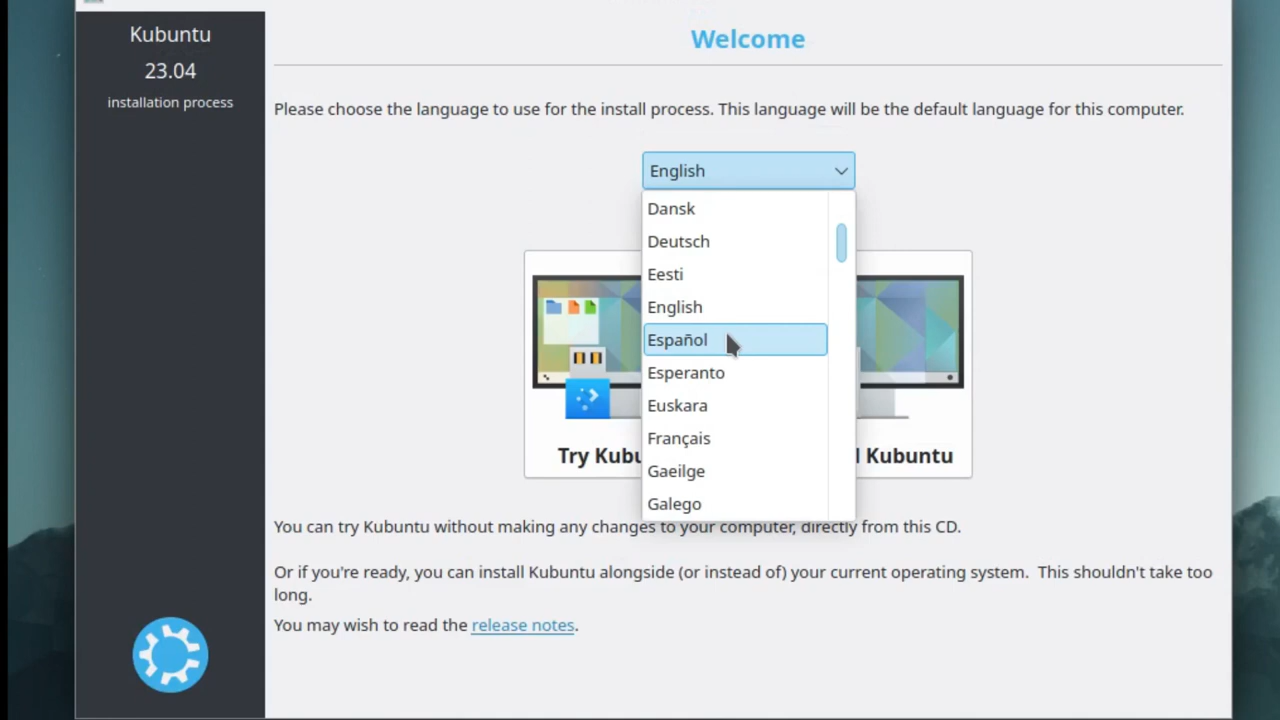 Kubuntu
23.04
installation process
Welcome
Please choose the language to use for the install process. This language will be the default language for this computer.
English
Dansk
Deutsch
Eesti
English
Español
Esperanto
Euskara
Français
Gaeilge
Galego
Try Kubu
Kubuntu
You can try Kubuntu without making any changes to your computer, directly from this CD.
Or if you're ready, you can install Kubuntu alongside (or instead of) your current operating system. This shouldn't take too
long.
You may wish to read the release notes.